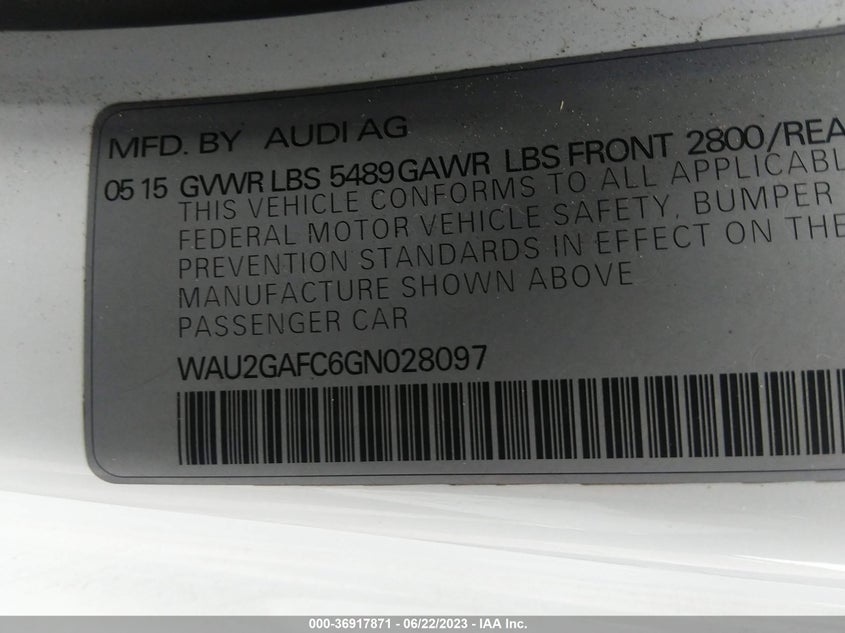 MFD. BY AUDI AG
05 15 GVWR LBS 5489 GAWR LBS FRONT 2800/REA
THIS VEHICLE CONFORMS TO ALL APPLICABL
FEDERAL MOTOR VEHICLE SAFETY, BUMPER
PREVENTION STANDARDS IN EFFECT ON THE
MANUFACTURE SHOWN ABOVE
PASSENGER CAR
WAU2GAFC6GN028097
000-36917871 - 06/22/2023 - IAA Inc.